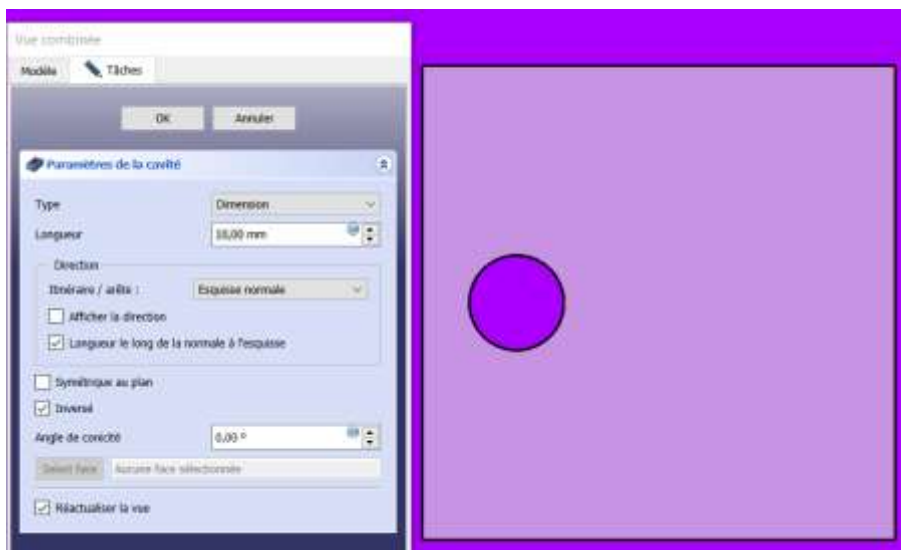 Vue combinée
Modèle Tâches
OK Annuler
Paramètres de la cavité
Type Dimension
Longueur 10,00 mm
Direction
Itinéraire / arête : Esquisse normale
Afficher la direction
Longueur le long de la normale à l'esquisse
Symétrique au plan
Inversé
Angle de conicité 0,00 °
Select face Aucune face sélectionnée
Réactualiser la vue